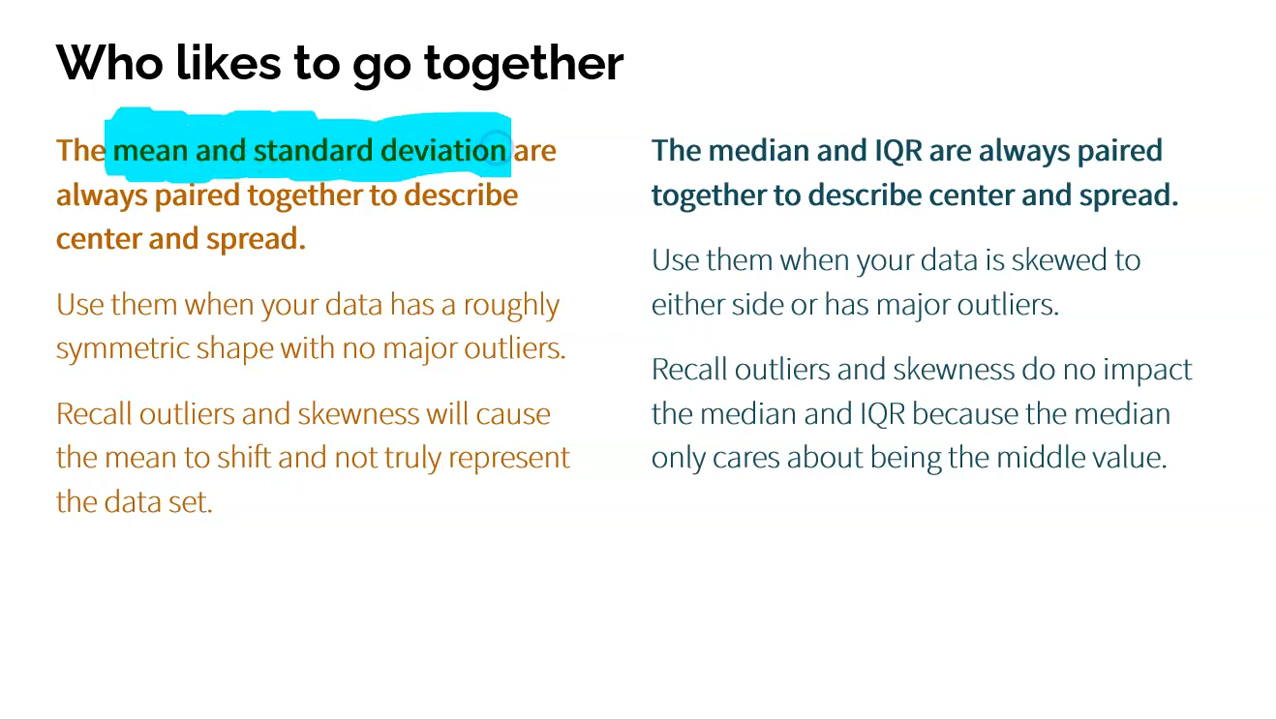 Who likes to go together
The mean and standard deviation are
always paired together to describe
center and spread.
Use them when your data has a roughly
symmetric shape with no major outliers.
Recall outliers and skewness will cause
the mean to shift and not truly represent
the data set.
The median and IQR are always paired
together to describe center and spread.
Use them when your data is skewed to
either side or has major outliers.
Recall outliers and skewness do no impact
the median and IQR because the median
only cares about being the middle value.